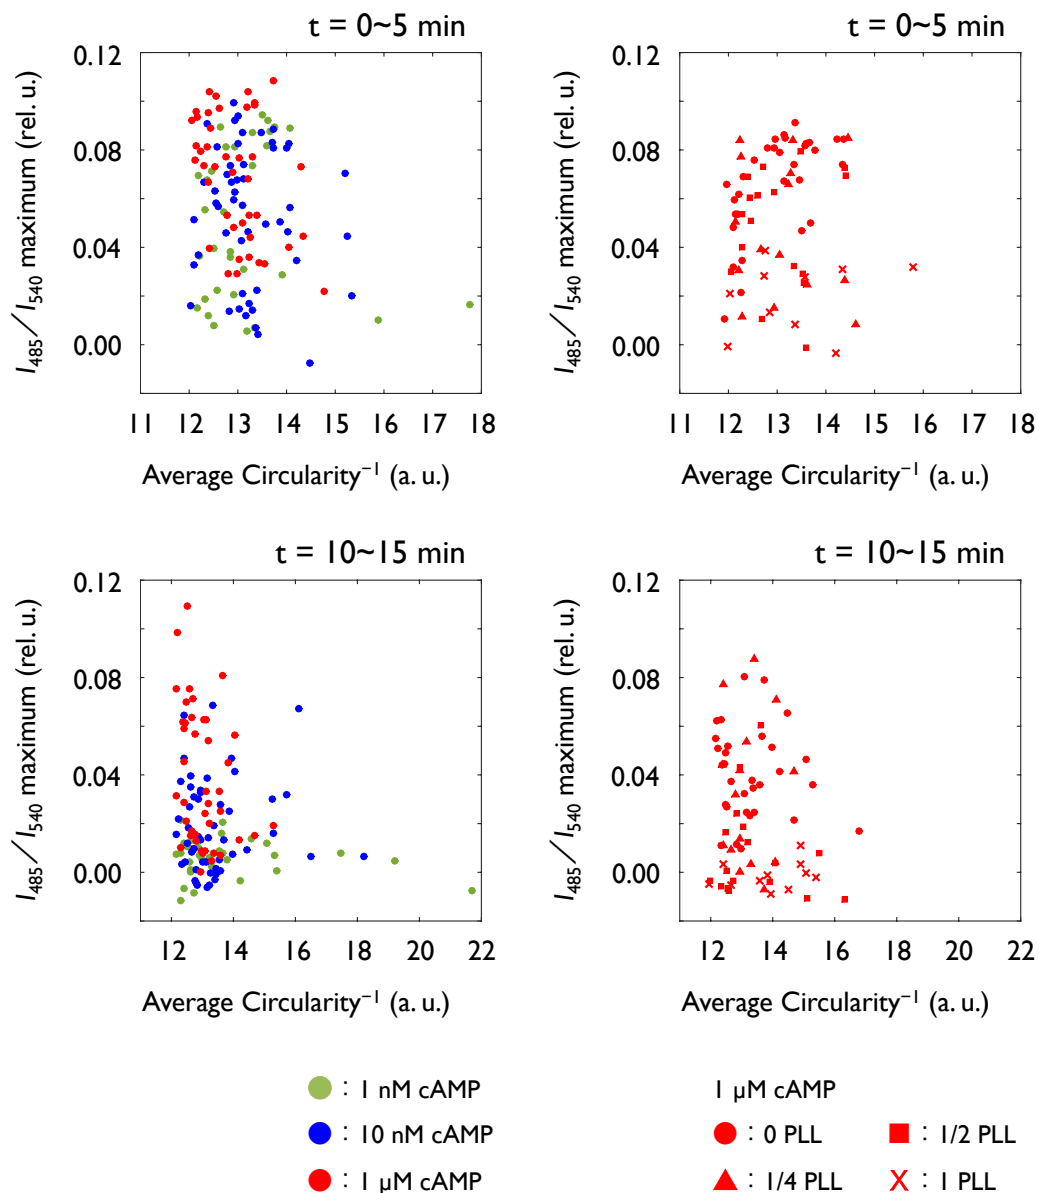 t = 0~5 min
t = 0~5 min
I485/I540 maximum (rel. u.)
0.12
0.08
0.04
0.00
11 12 13 14 15 16 17 18
Average Circularity⁻¹ (a. u.)
I485/I540 maximum (rel. u.)
0.12
0.08
0.04
0.00
11 12 13 14 15 16 17 18
Average Circularity⁻¹ (a. u.)
t = 10~15 min
t = 10~15 min
I485/I540 maximum (rel. u.)
0.12
0.08
0.04
0.00
12 14 16 18 20 22
Average Circularity⁻¹ (a. u.)
I485/I540 maximum (rel. u.)
0.12
0.08
0.04
0.00
12 14 16 18 20 22
Average Circularity⁻¹ (a. u.)
: 1 nM cAMP
: 10 nM cAMP
: 1 μM cAMP
1 μM cAMP
: 0 PLL : 1/2 PLL
: 1/4 PLL : 1 PLL